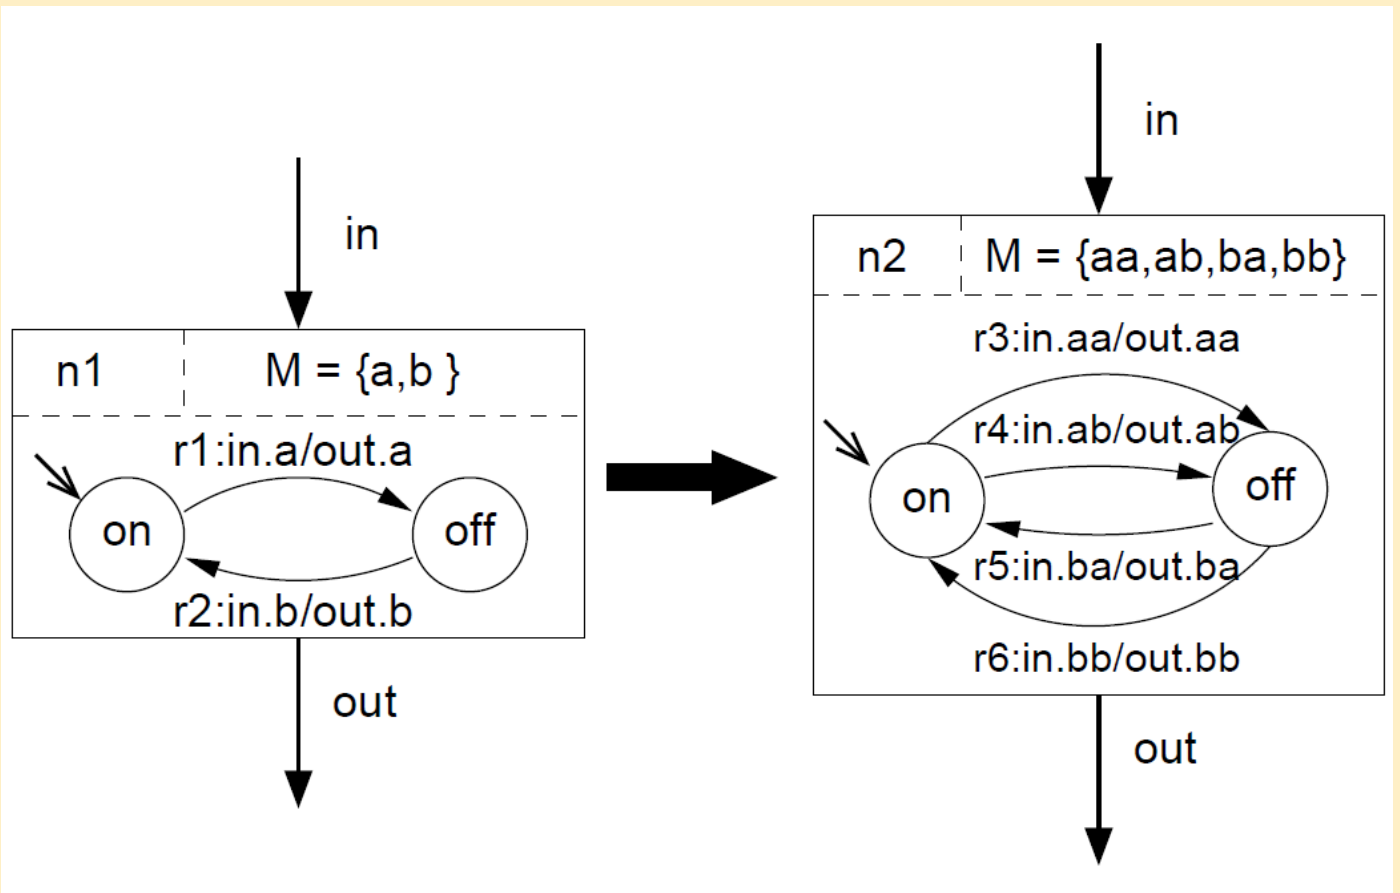 in
n1
M = {a,b }
r1:in.a/out.a
on
off
r2:in.b/out.b
out
in
n2
M = {aa,ab,ba,bb}
r3:in.aa/out.aa
r4:in.ab/out.ab
on
off
r5:in.ba/out.ba
r6:in.bb/out.bb
out